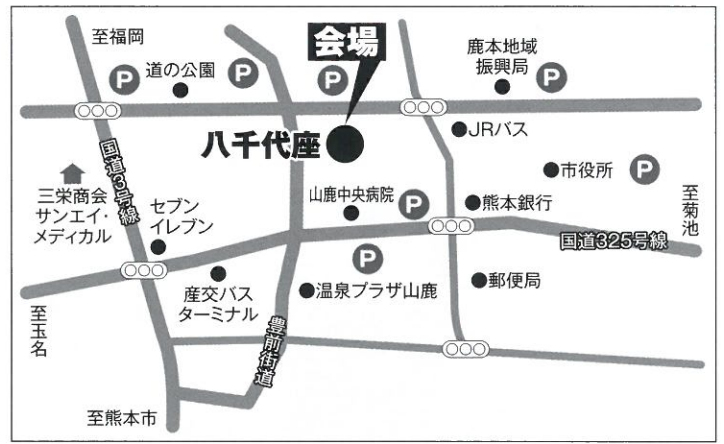 至福岡
P
道の公園
P
会場
P
鹿本地域
振興局
P
八千代座
JRバス
国道3号線
三栄商会
サンエイ・
メディカル
セブン
イレブン
山鹿中央病院
P
市役所
P
熊本銀行
至菊池
国道325号線
P
産交バス
ターミナル
温泉プラザ山鹿
郵便局
至玉名
豊前街道
至熊本市